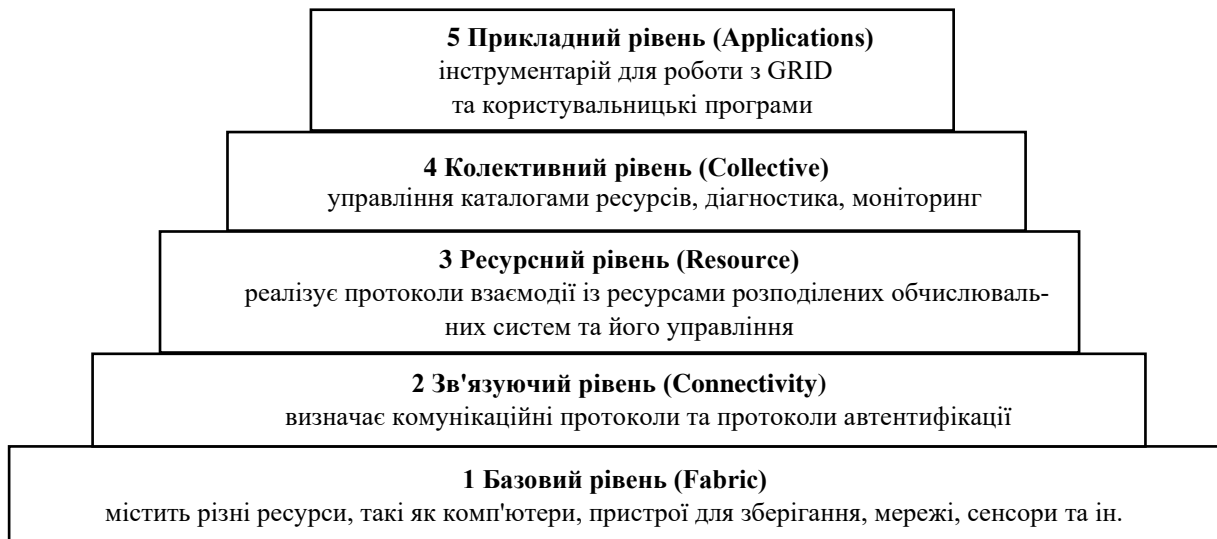 5 Прикладний рівень (Applications)
інструментарій для роботи з GRID
та користувальницькі програми
4 Колективний рівень (Collective)
управління каталогами ресурсів, діагностика, моніторинг
3 Ресурсний рівень (Resource)
реалізує протоколи взаємодії із ресурсами розподілених обчислюваль-
них систем та його управління
2 Зв'язуючий рівень (Connectivity)
визначає комунікаційні протоколи та протоколи автентифікації
1 Базовий рівень (Fabric)
містить різні ресурси, такі як комп'ютери, пристрої для зберігання, мережі, сенсори та ін.